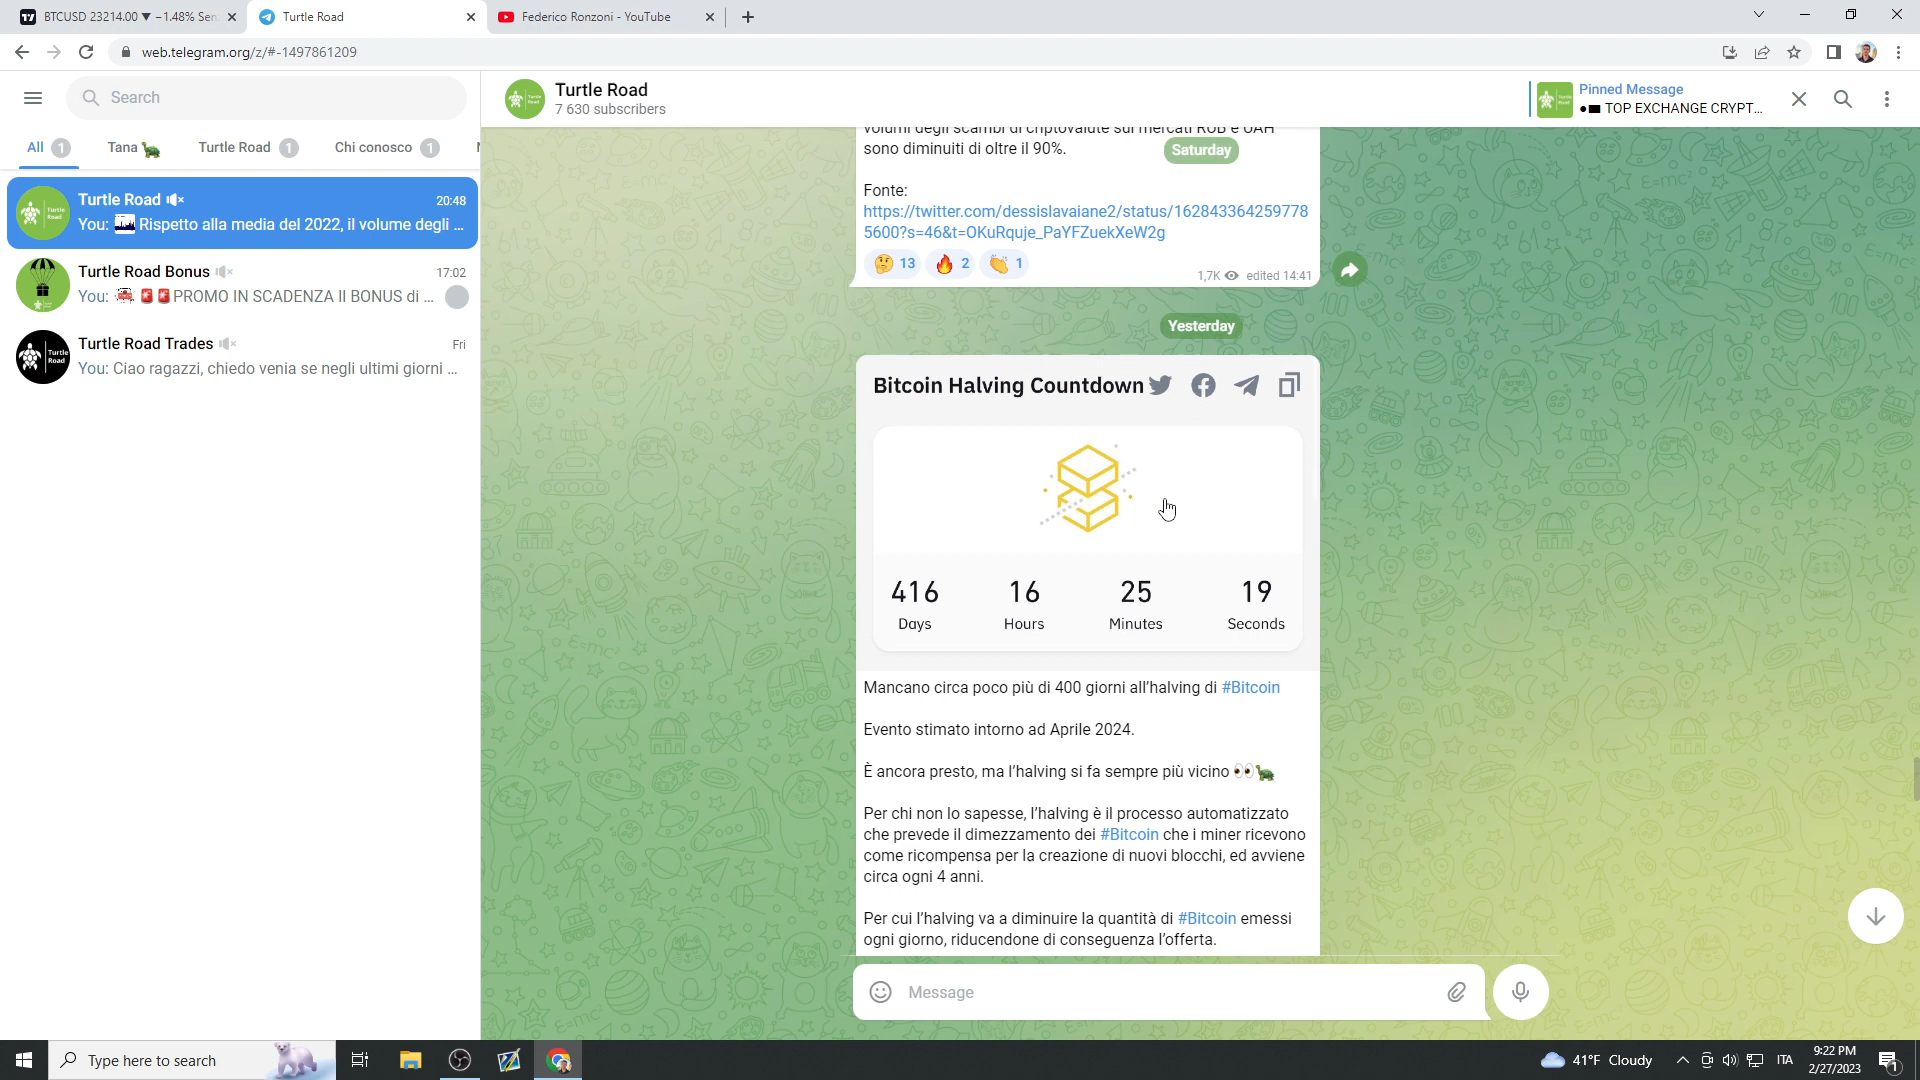 BTCUSD 23214.00 ▼ −1.48% Sen
Turtle Road
Federico Ronzoni - YouTube
web.telegram.org/z/#-1497861209
Search
All 1
Tana 🐢
Turtle Road 1
Chi conosco 1
Turtle Road
20:48
You: Rispetto alla media del 2022, il volume degli ...
Turtle Road Bonus
17:02
You: 🚨🚨PROMO IN SCADENZA Il BONUS di ...
Turtle Road Trades
Fri
You: Ciao ragazzi, chiedo venia se negli ultimi giorni ...
Turtle Road
7 630 subscribers
Pinned Message
TOP EXCHANGE CRYPT...
volumi degli scambi di criptovalute sui mercati RUB e UAH
sono diminuiti di oltre il 90%.
Saturday
Fonte:
https://twitter.com/dessislavaiane2/status/162843364259778
5600?s=46&t=OKuRquje_PaYFZuekXeW2g
🤔 13 🔥 2 👏 1
1,7K edited 14:41
Yesterday
Bitcoin Halving Countdown
416 16 25 19
Days Hours Minutes Seconds
Mancano circa poco più di 400 giorni all'halving di #Bitcoin
Evento stimato intorno ad Aprile 2024.
È ancora presto, ma l'halving si fa sempre più vicino 👀🐢
Per chi non lo sapesse, l'halving è il processo automatizzato
che prevede il dimezzamento dei #Bitcoin che i miner ricevono
come ricompensa per la creazione di nuovi blocchi, ed avviene
circa ogni 4 anni.
Per cui l'halving va a diminuire la quantità di #Bitcoin emessi
ogni giorno, riducendone di conseguenza l'offerta.
Message
Type here to search
41°F Cloudy
ITA
9:22 PM
2/27/2023
1